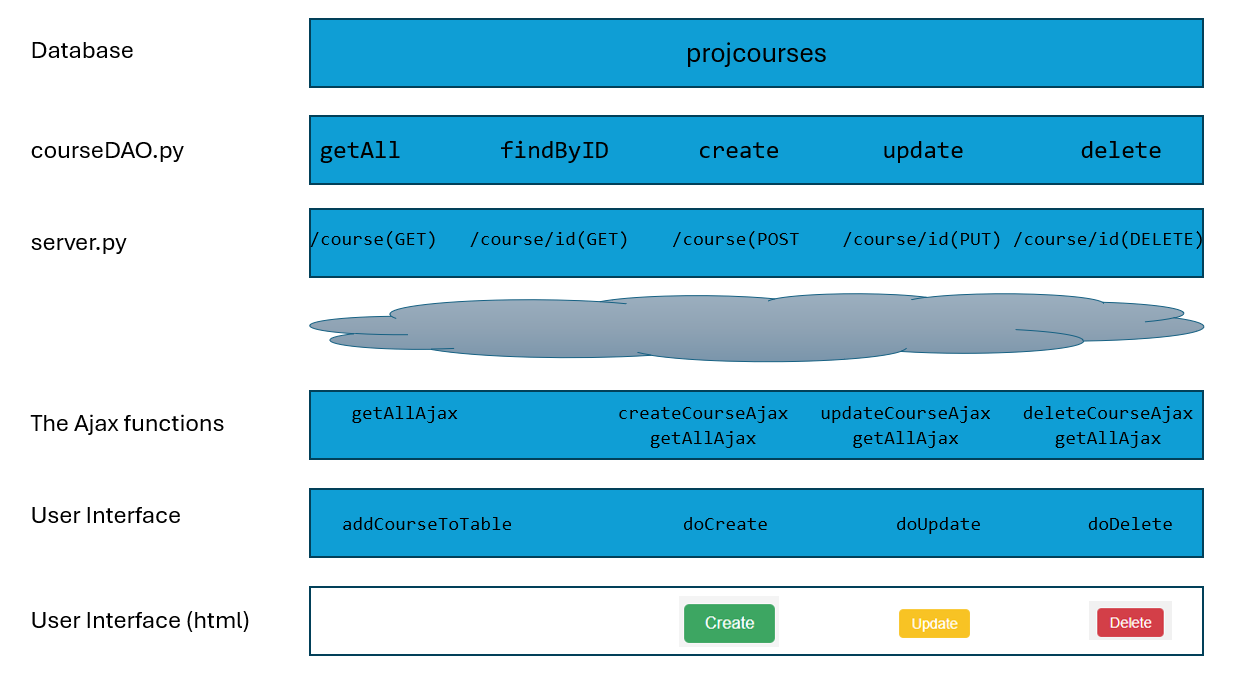 Database
projcourses
courseDAO.py
getAll findByID create update delete
server.py
/course(GET) /course/id(GET) /course(POST /course/id(PUT) /course/id(DELETE)
The Ajax functions
getAllAjax createCourseAjax updateCourseAjax deleteCourseAjax
getAllAjax getAllAjax getAllAjax
User Interface
addCourseToTable doCreate doUpdate doDelete
User Interface (html)
Create Update Delete